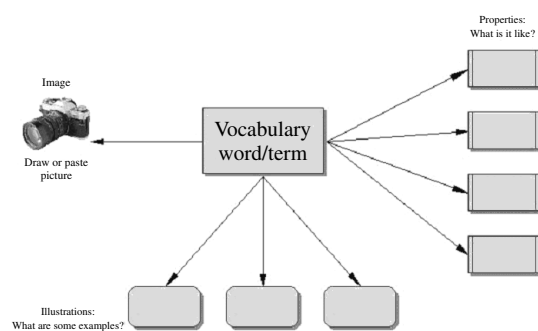 Properties:
What is it like?
Image
Vocabulary
word/term
Draw or paste
picture
Illustrations:
What are some examples?